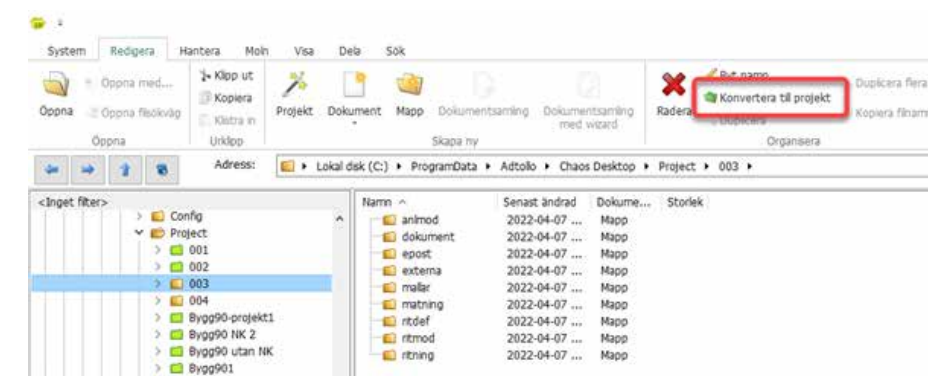 System Redigera Hantera Moln Visa Dela Sök
Klipp ut
Öppna med...
Kopiera
Konvertera till projekt
Duplicera flera
Öppna Öppna filsökväg
Klistra in
Projekt Dokument Mapp Dokumentsamling Dokumentsamling med wizard
Radera
Byt namn
Duplicera
Kopiera filnamn
Öppna Urklipp Skapa ny Organisera
Adress: Lokal disk (C:) ProgramData Adtollo Chaos Desktop Project 003
<Inget filter>
Namn Senast ändrad Dokume... Storlek
Config
Project
001
002
003
004
Bygg90-projekt1
Bygg90 NK 2
Bygg90 utan NK
Bygg901
animod 2022-04-07 ... Mapp
dokument 2022-04-07 ... Mapp
epost 2022-04-07 ... Mapp
externa 2022-04-07 ... Mapp
mallar 2022-04-07 ... Mapp
matning 2022-04-07 ... Mapp
ritdef 2022-04-07 ... Mapp
ritmod 2022-04-07 ... Mapp
ritning 2022-04-07 ... Mapp